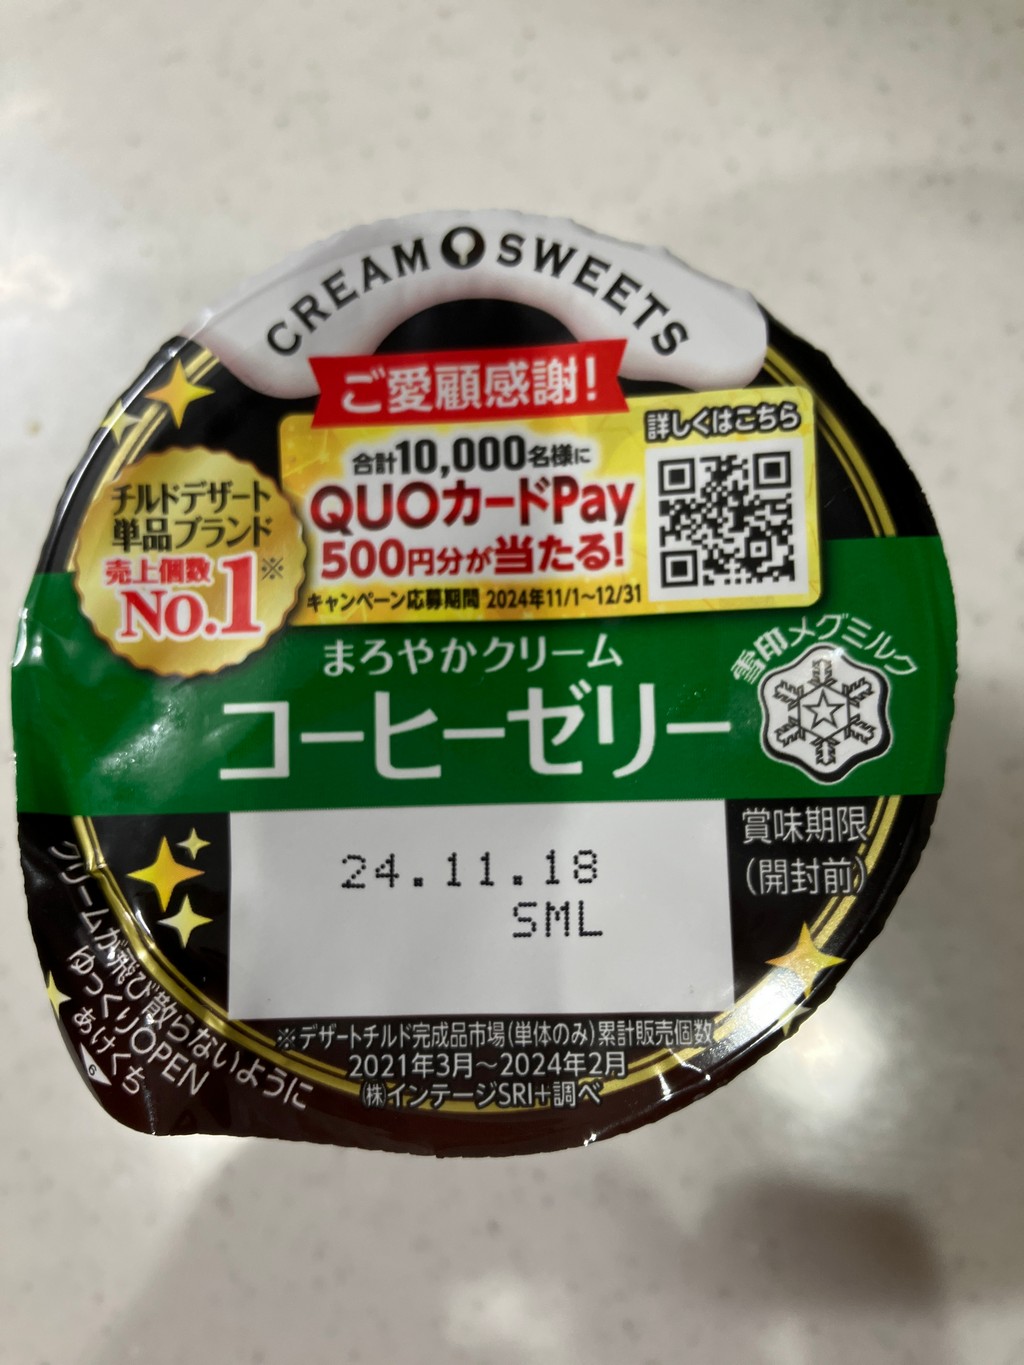 CREAM SWEETS
ご愛顧感謝!
合計10,000名様に
QUOカードPay
500円分が当たる!
キャンペーン応募期間 2024年11/1~12/31
詳しくはこちら
チルドデザート
単品ブランド
売上個数
No.1※
まろやかクリーム
コーヒーゼリー
雪印メグミルク
賞味期限
(開封前)
24.11.18
SML
クリームが飛び散らないように
ゆっくりOPEN
あけくち
6
※デザートチルド完成品市場(単体のみ)累計販売個数
2021年3月~2024年2月
㈱インテージSRI+調べ